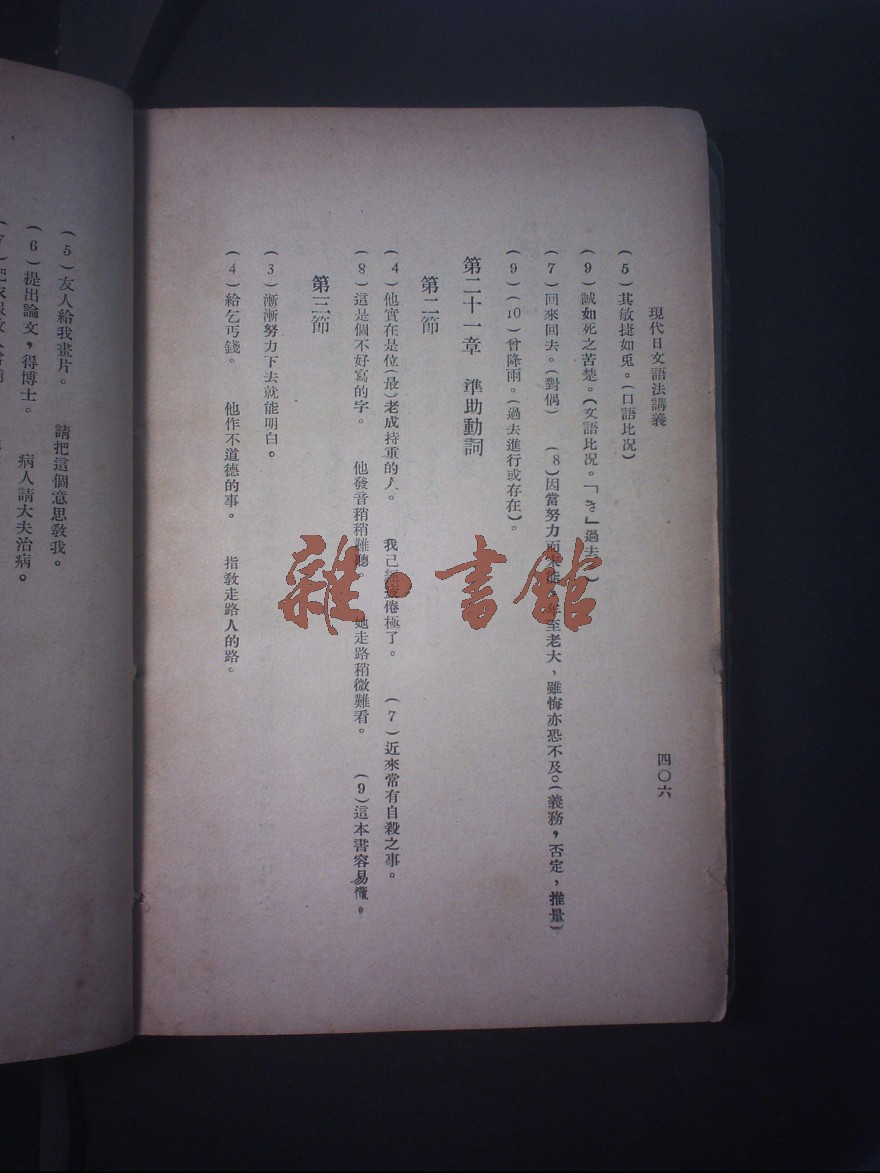 現代日文語法講義
四〇六
(5)其敏捷如兎。(口語比況)
(9)誠如死之苦楚。(文語比況。「き」過去。)
(7)回來回去。(對偶) (8)因當努力而未能,年至老大,雖悔亦恐不及。(義務,否定,推量)
(9)(10)曾降雨。(過去進行或存在)。
第二十一章 準助動詞
第二節
(4)他實在是位(最)老成持重的人。 我已經疲倦極了。 (7)近來常有自殺之事。
(8)這是個不好寫的字。 他發音稍稍難聽。 她走路稍微難看。 (9)這本書容易懂。
第三節
(3)漸漸努力下去就能明白。
(4)給乞丐錢。 他作不道德的事。 指教走路人的路。
(5)友人給我畫片。 請把這個意思教我。
(6)提出論文,得博士。 病人請大夫治病。
雜·書館